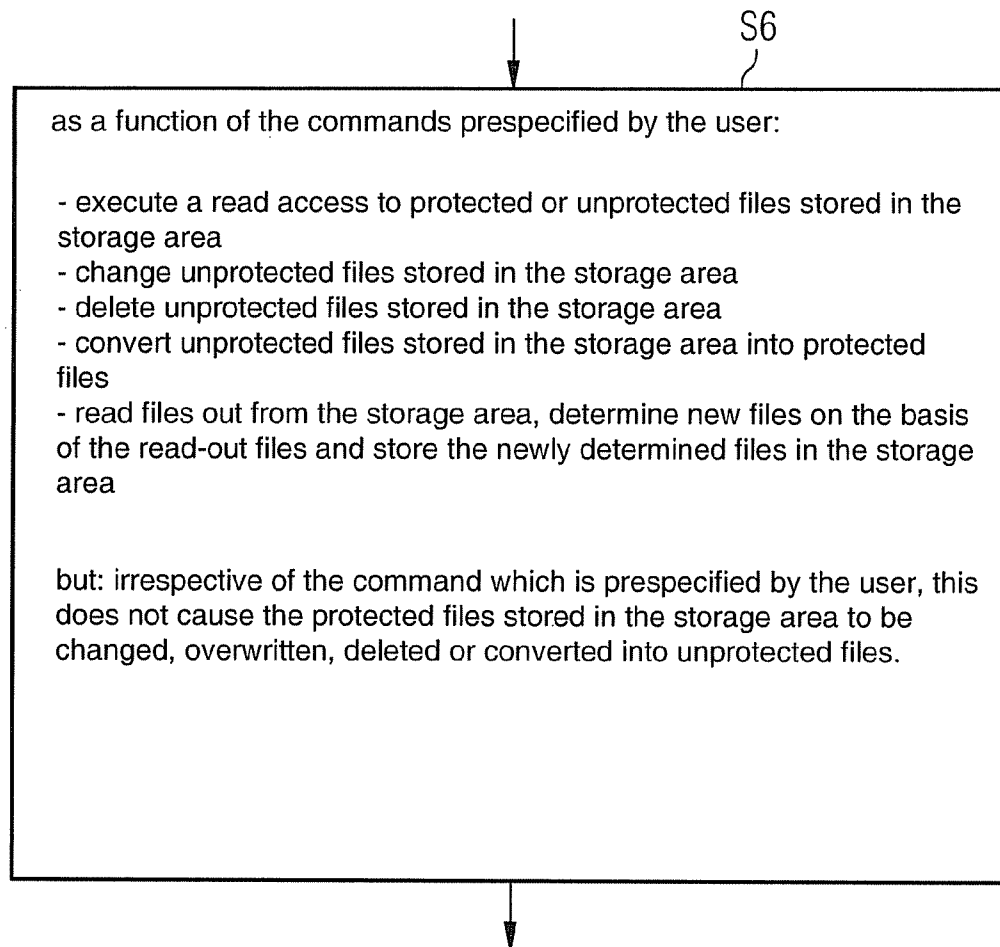 S6
as a function of the commands prespecified by the user:
- execute a read access to protected or unprotected files stored in the
storage area
- change unprotected files stored in the storage area
- delete unprotected files stored in the storage area
- convert unprotected files stored in the storage area into protected
files
- read files out from the storage area, determine new files on the basis
of the read-out files and store the newly determined files in the storage
area
but: irrespective of the command which is prespecified by the user, this
does not cause the protected files stored in the storage area to be
changed, overwritten, deleted or converted into unprotected files.